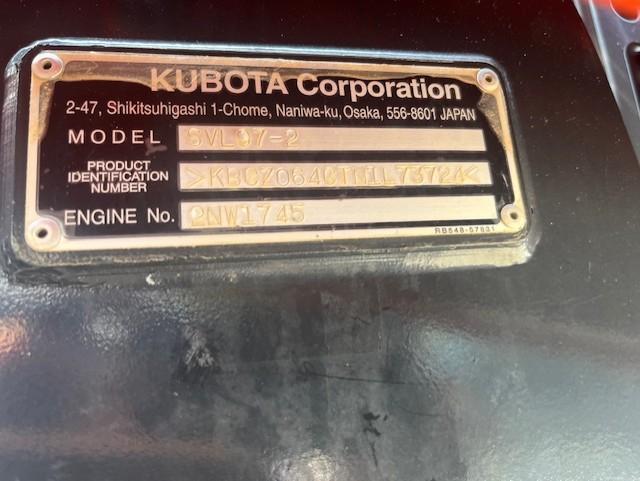 KUBOTA Corporation
2-47, Shikitsuhigashi 1-Chome, Naniwa-ku, Osaka, 556-8601 JAPAN
MODEL SVL97-2
PRODUCT
IDENTIFICATION
NUMBER
ENGINE No. 2NW1745
RB548-57831